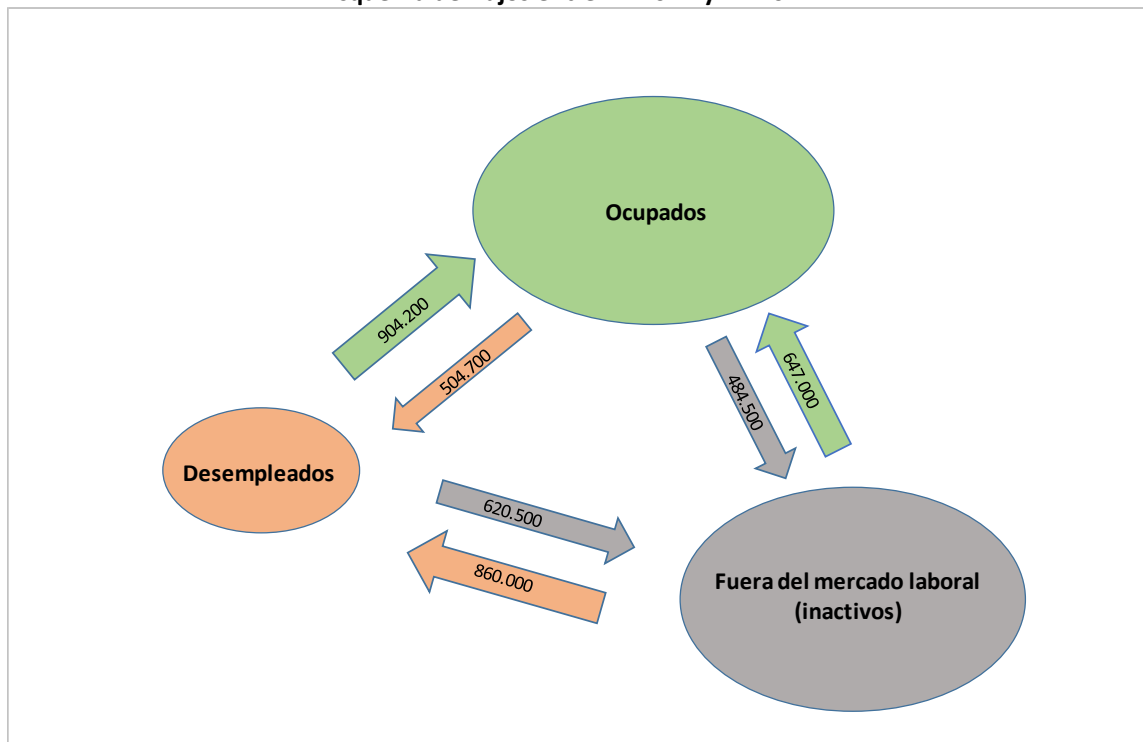 Ocupados
904.200
504.700
484.500
647.000
Desempleados
620.500
860.000
Fuera del mercado laboral
(inactivos)